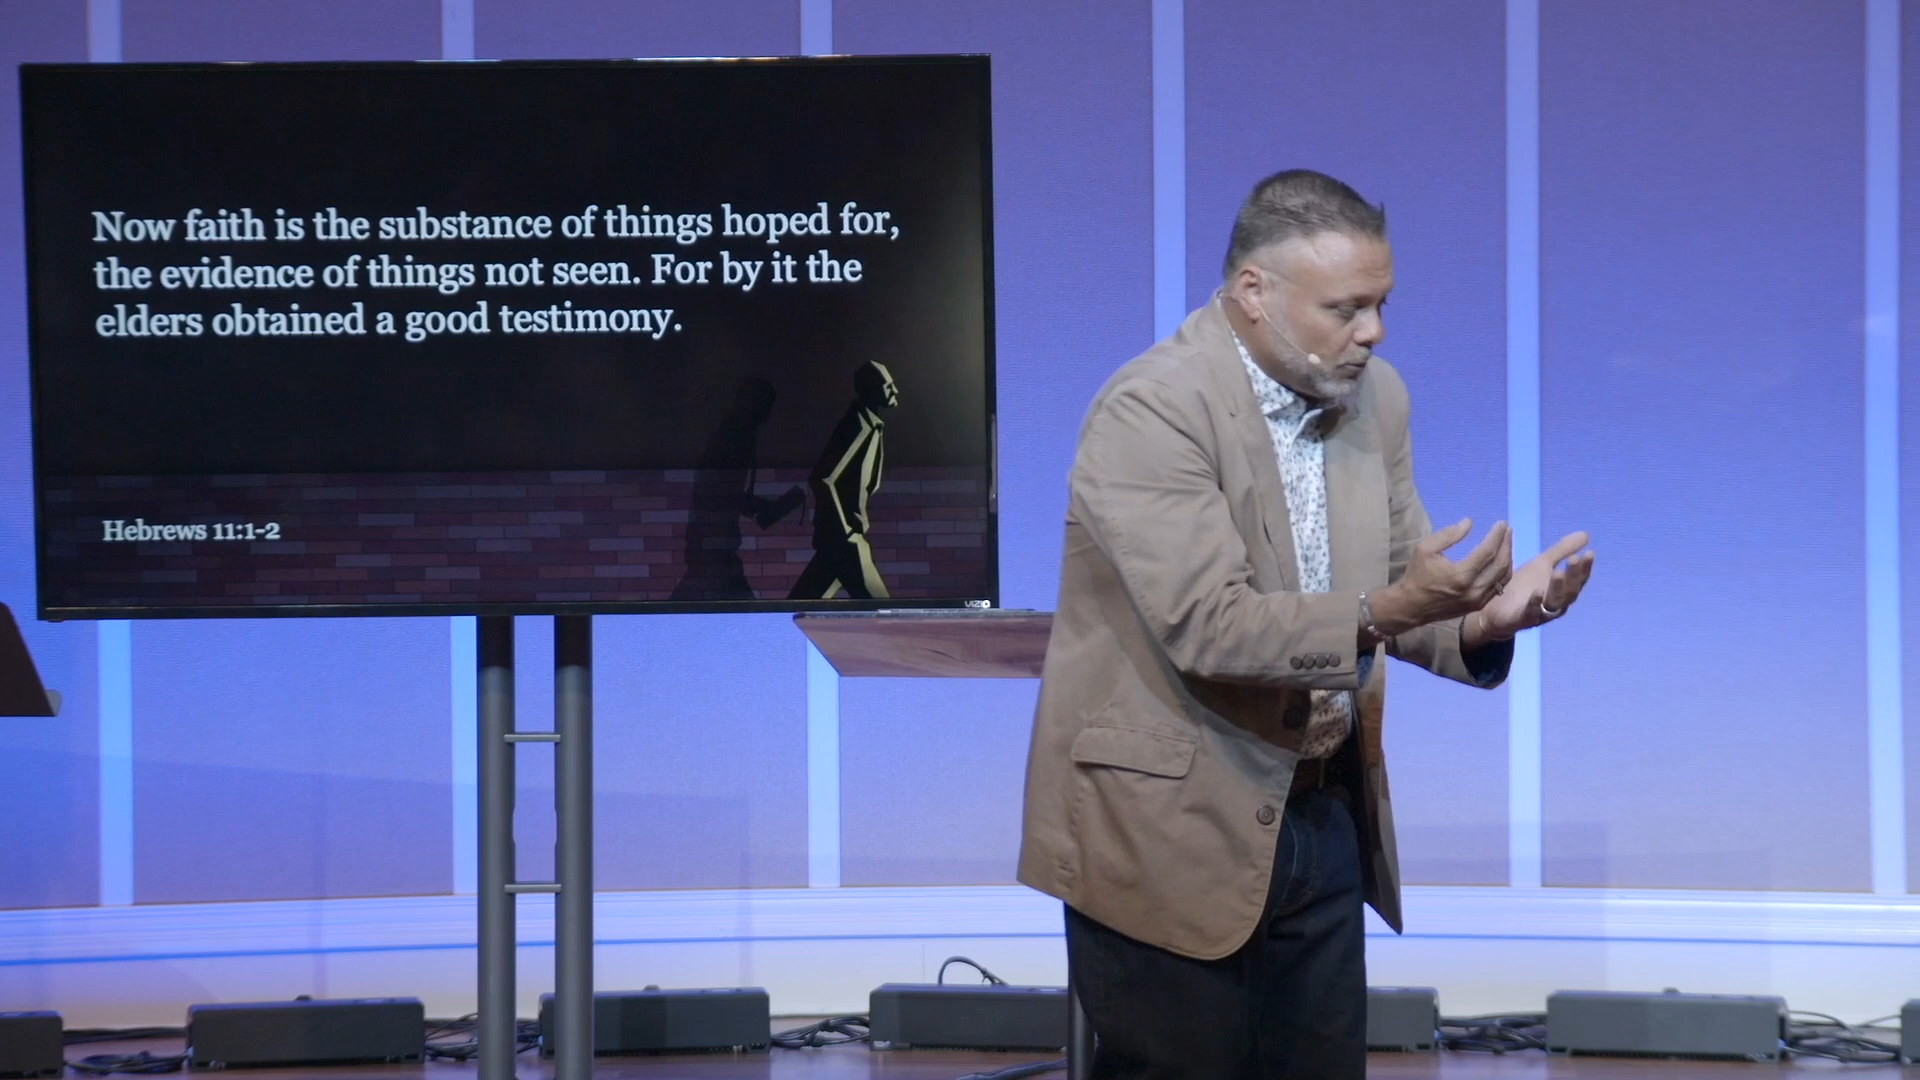 Now faith is the substance of things hoped for,
the evidence of things not seen. For by it the
elders obtained a good testimony.
Hebrews 11:1-2
VIZIO